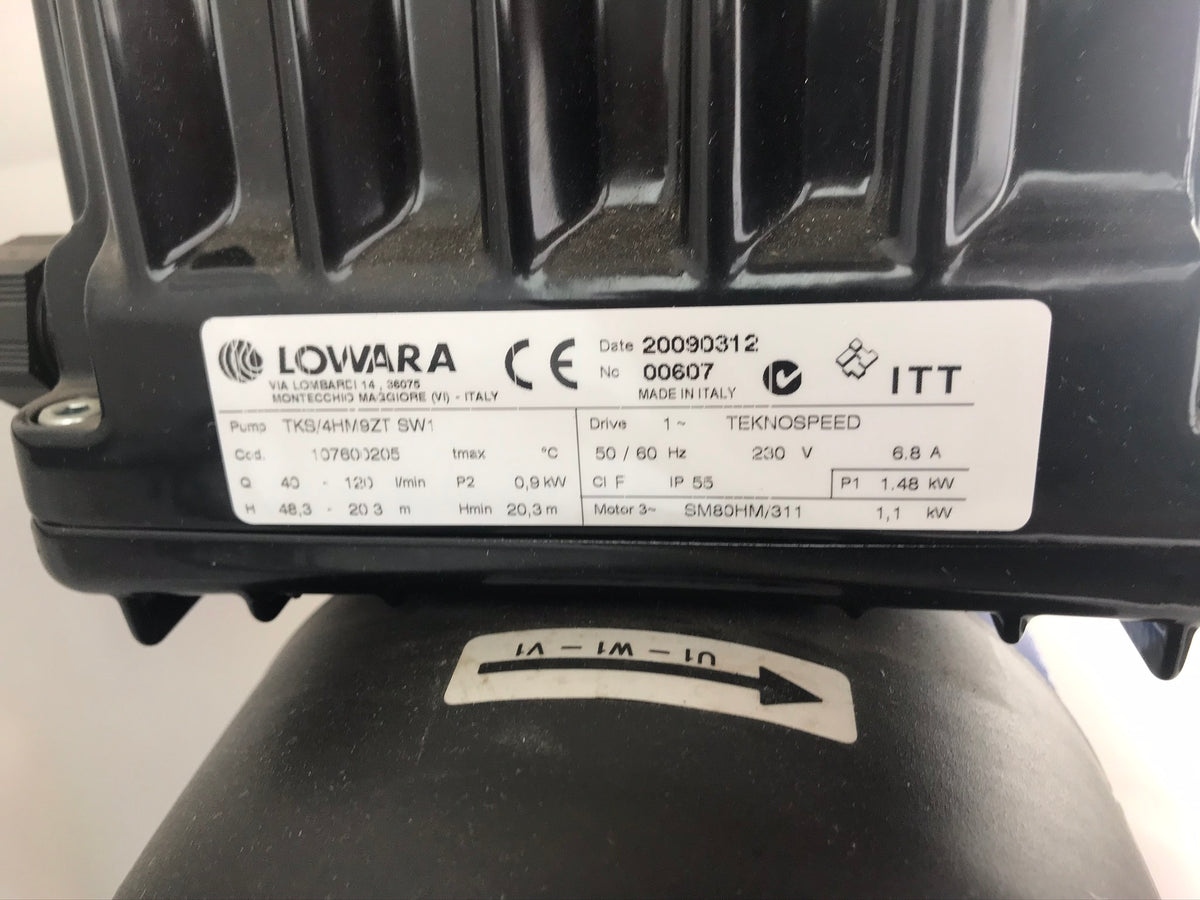 LOWARA
VIA LOMBARDI 14 , 36075
MONTECCHIO MAGGIORE (VI) - ITALY
CE
Date 20090312
No 00607
MADE IN ITALY
ITT
Pump TKS/4HM9ZT SW1
Cod. 107600205 tmax °C
Q 40 - 120 l/min P2 0,9 kW
H 48,3 - 20,3 m Hmin 20,3 m
Drive 1 ~ TEKNOSPEED
50 / 60 Hz 230 V 6.8 A
Cl F IP 55 P1 1.48 kW
Motor 3~ SM80HM/311 1,1 kW
U1 — W1 — V1